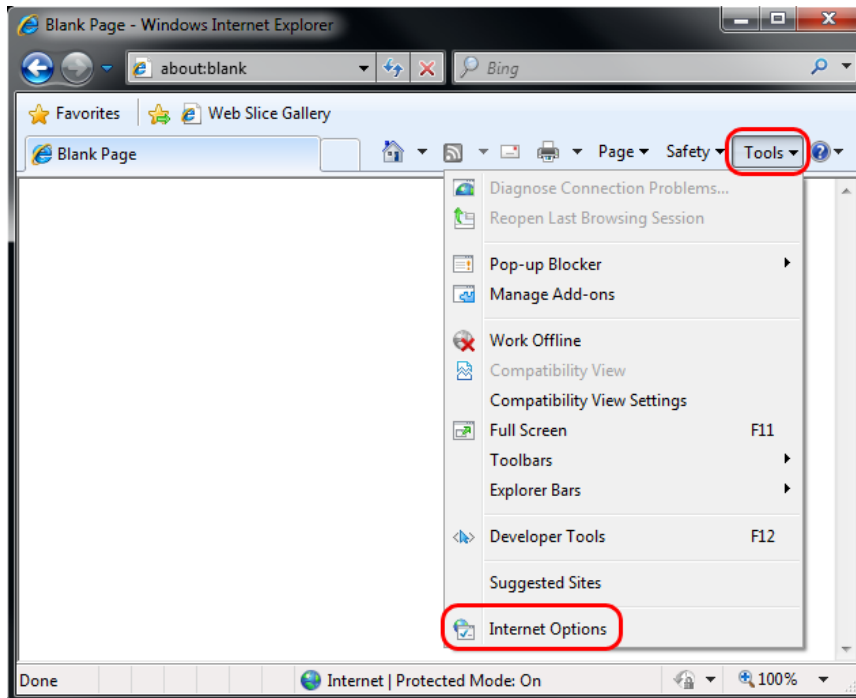 Blank Page - Windows Internet Explorer
about:blank
Bing
Favorites Web Slice Gallery
Blank Page Page Safety Tools
Diagnose Connection Problems...
Reopen Last Browsing Session
Pop-up Blocker
Manage Add-ons
Work Offline
Compatibility View
Compatibility View Settings
Full Screen F11
Toolbars
Explorer Bars
Developer Tools F12
Suggested Sites
Internet Options
Done Internet | Protected Mode: On 100%